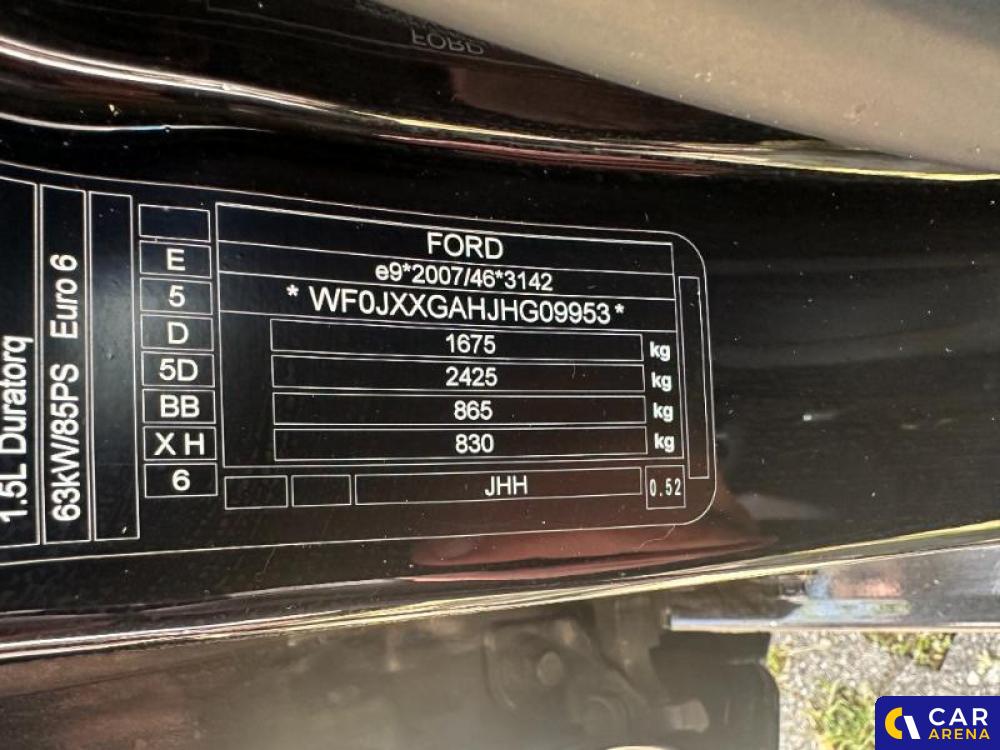 FORD
1.5L Duratorq
63kW/85PS Euro 6
E
5
D
5D
BB
X H
6
FORD
e9*2007/46*3142
* WF0JXXGAHJHG09953 *
1675 kg
2425 kg
865 kg
830 kg
JHH
0.52
CAR
ARENA